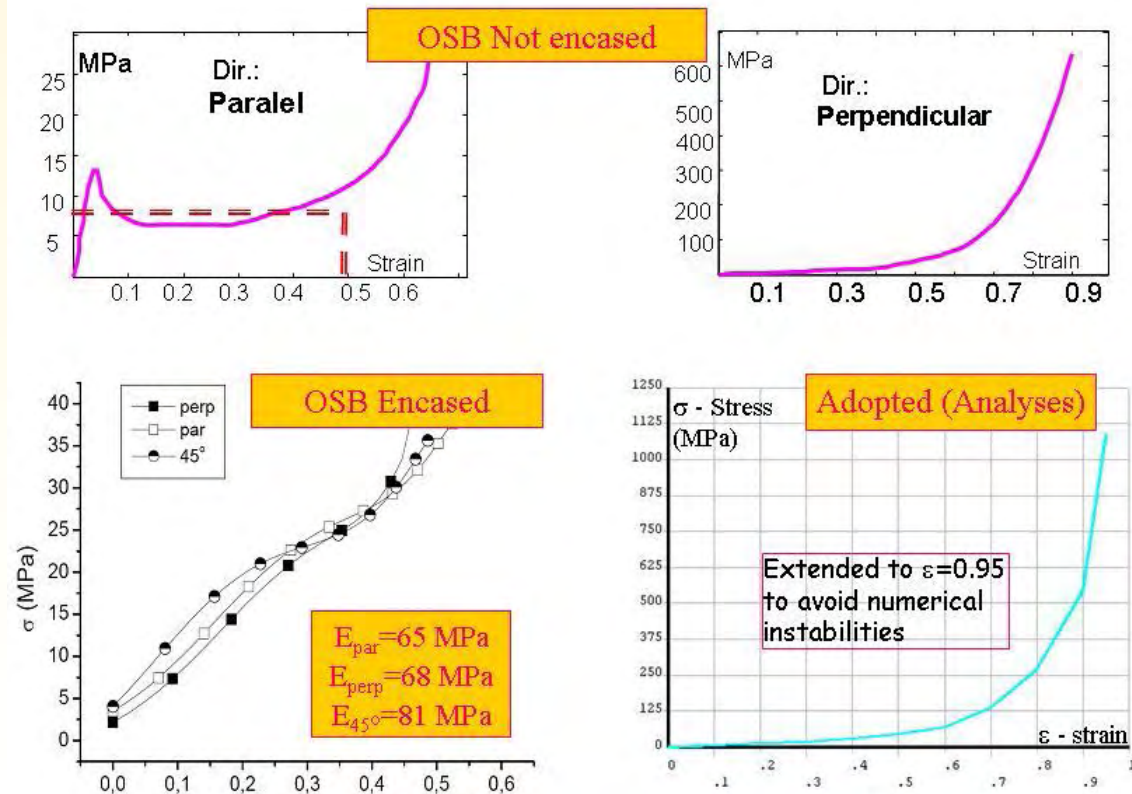 OSB Not encased
MPa
Dir.:
Paralel
25
20
15
10
5
Strain
0.1 0.2 0.3 0.4 0.5 0.6
MPa
Dir.:
Perpendicular
600
500
400
300
200
100
Strain
0.1 0.3 0.5 0.7 0.9
OSB Encased
perp
par
45°
40
35
30
25
20
15
10
5
0
σ (MPa)
0,0 0,1 0,2 0,3 0,4 0,5 0,6
E par=65 MPa
E perp=68 MPa
E 45°=81 MPa
Adopted (Analyses)
σ - Stress
(MPa)
1250
1125
1000
875
750
625
500
375
250
125
0
Extended to ε=0.95
to avoid numerical
instabilities
ε - strain
0 .2 .4 .6 .8 1
.1 .3 .5 .7 .9